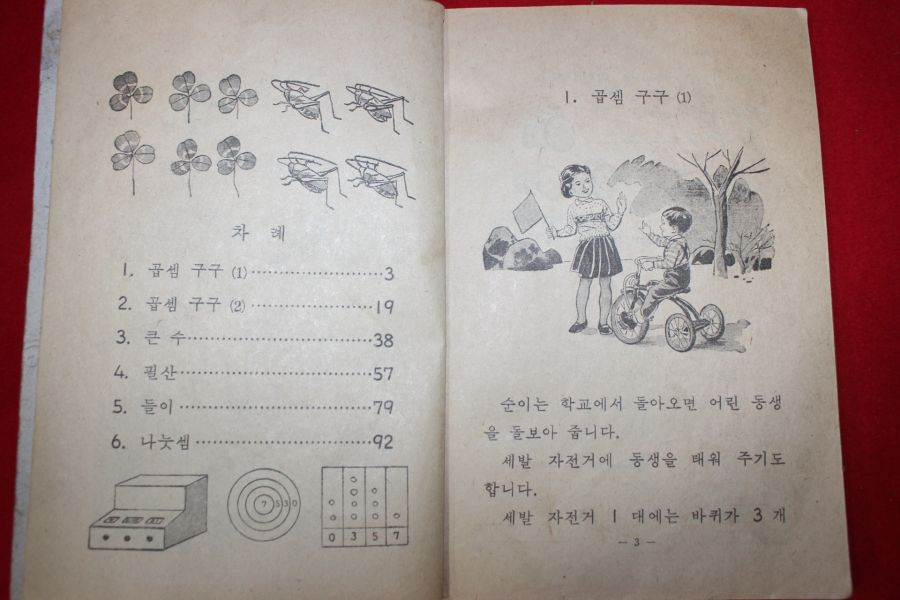 차 례
1. 곱셈 구구 (1) 3
2. 곱셈 구구 (2) 19
3. 큰 수 38
4. 필산 57
5. 들이 79
6. 나눗셈 92
7 5 3 0
0 3 5 7
1. 곱셈 구구 (1)
순이는 학교에서 돌아오면 어린 동생
을 돌보아 줍니다.
세발 자전거에 동생을 태워 주기도
합니다.
세발 자전거 1 대에는 바퀴가 3 개
— 3 —